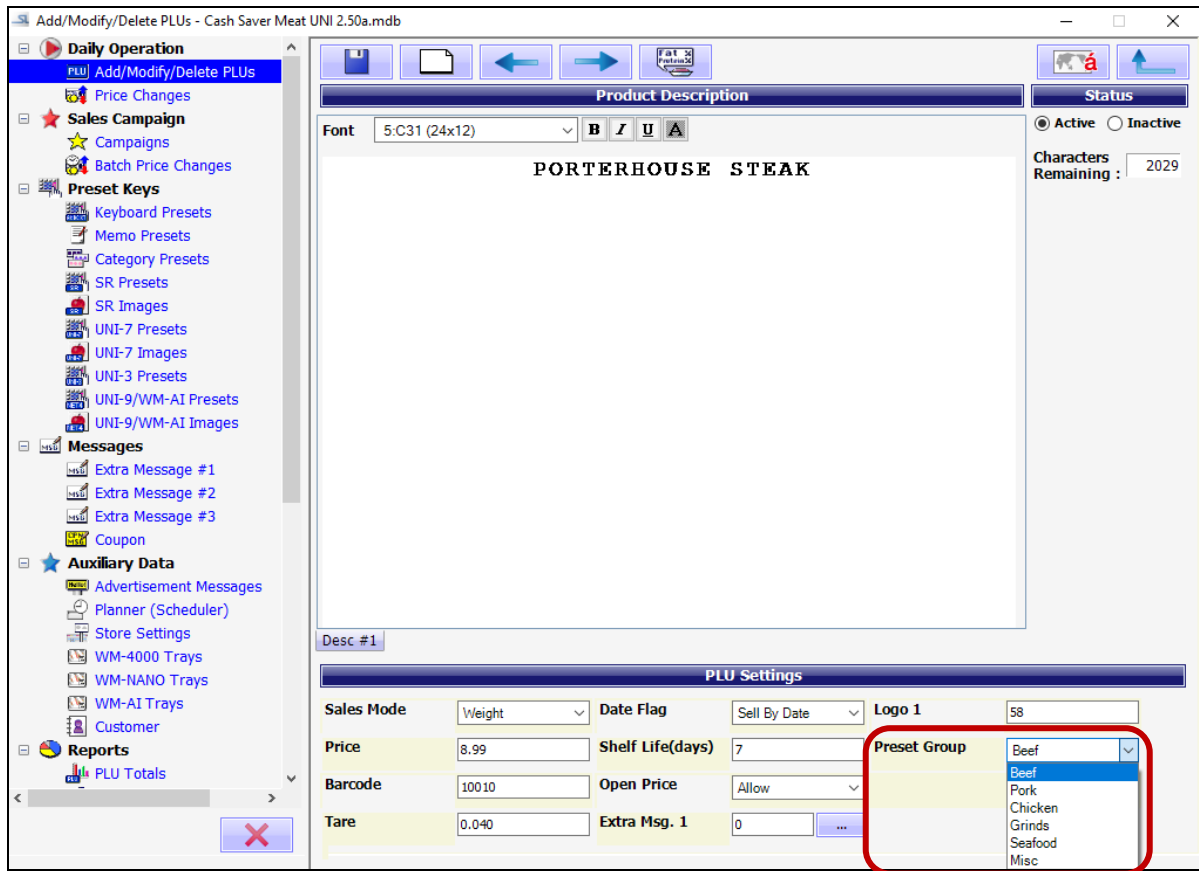 Add/Modify/Delete PLUs - Cash Saver Meat UNI 2.50a.mdb
Daily Operation
PLU Add/Modify/Delete PLUs
Price Changes
Sales Campaign
Campaigns
Batch Price Changes
Preset Keys
Keyboard Presets
Memo Presets
Category Presets
SR Presets
SR Images
UNI-7 Presets
UNI-7 Images
UNI-3 Presets
UNI-9/WM-AI Presets
UNI-9/WM-AI Images
Messages
Extra Message #1
Extra Message #2
Extra Message #3
Coupon
Auxiliary Data
Advertisement Messages
Planner (Scheduler)
Store Settings
WM-4000 Trays
WM-NANO Trays
WM-AI Trays
Customer
Reports
PLU Totals
Product Description
Status
Font 5:C31 (24x12) B I U A
Active Inactive
Characters
Remaining : 2029
PORTERHOUSE STEAK
Desc #1
PLU Settings
Sales Mode Weight Date Flag Sell By Date Logo 1 58
Price 8.99 Shelf Life(days) 7 Preset Group Beef
Barcode 10010 Open Price Allow
Tare 0.040 Extra Msg. 1 0 ...
Beef
Pork
Chicken
Grinds
Seafood
Misc